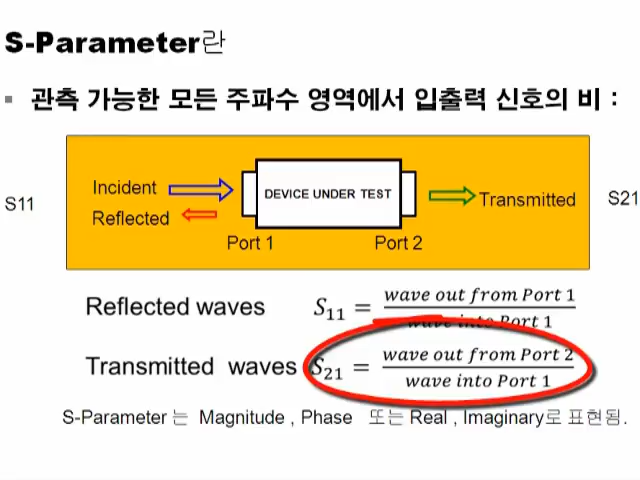 S-Parameter란
▪ 관측 가능한 모든 주파수 영역에서 입출력 신호의 비 :
S11
Incident
Reflected
DEVICE UNDER TEST
Transmitted
S21
Port 1
Port 2
Reflected waves S₁₁ = wave out from Port 1 / wave into Port 1
Transmitted waves S₂₁ = wave out from Port 2 / wave into Port 1
S-Parameter 는 Magnitude , Phase 또는 Real , Imaginary로 표현됨.